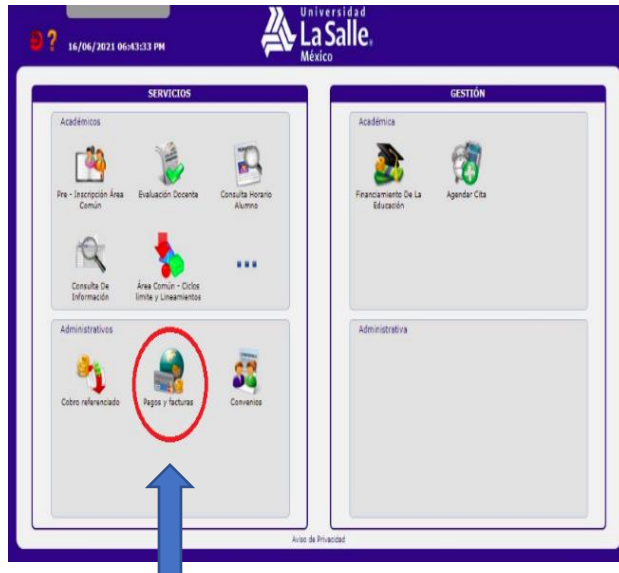 Universidad
La Salle®
México
?
16/06/2021 06:43:33 PM
SERVICIOS
Académicos
Pre - Inscripción Área
Común
Evaluación Docente
Consulta Horario
Alumno
Consulta De
Información
Área Común - Ciclos
límite y Lineamientos
Administrativos
Cobro referenciado
Pagos y facturas
Convenios
GESTIÓN
Académica
Financiamiento De La
Educación
Agendar Cita
Administrativa
Aviso de Privacidad